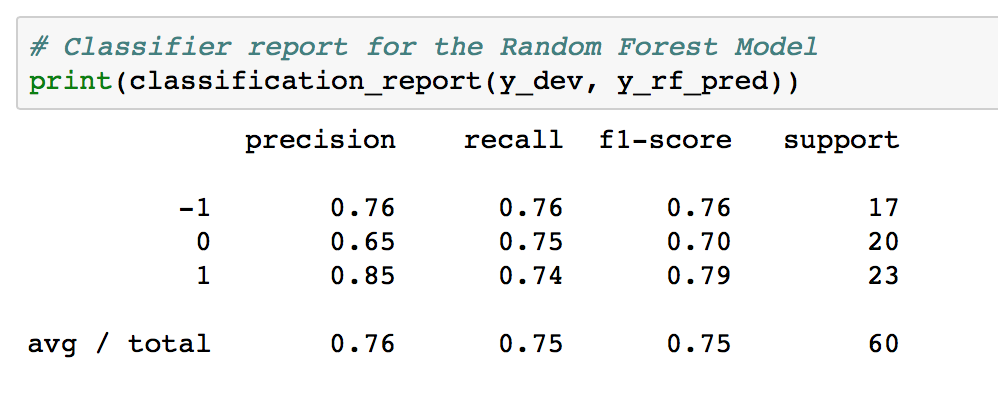 # Classifier report for the Random Forest Model
print(classification_report(y_dev, y_rf_pred))
precision recall f1-score support
-1 0.76 0.76 0.76 17
0 0.65 0.75 0.70 20
1 0.85 0.74 0.79 23
avg / total 0.76 0.75 0.75 60